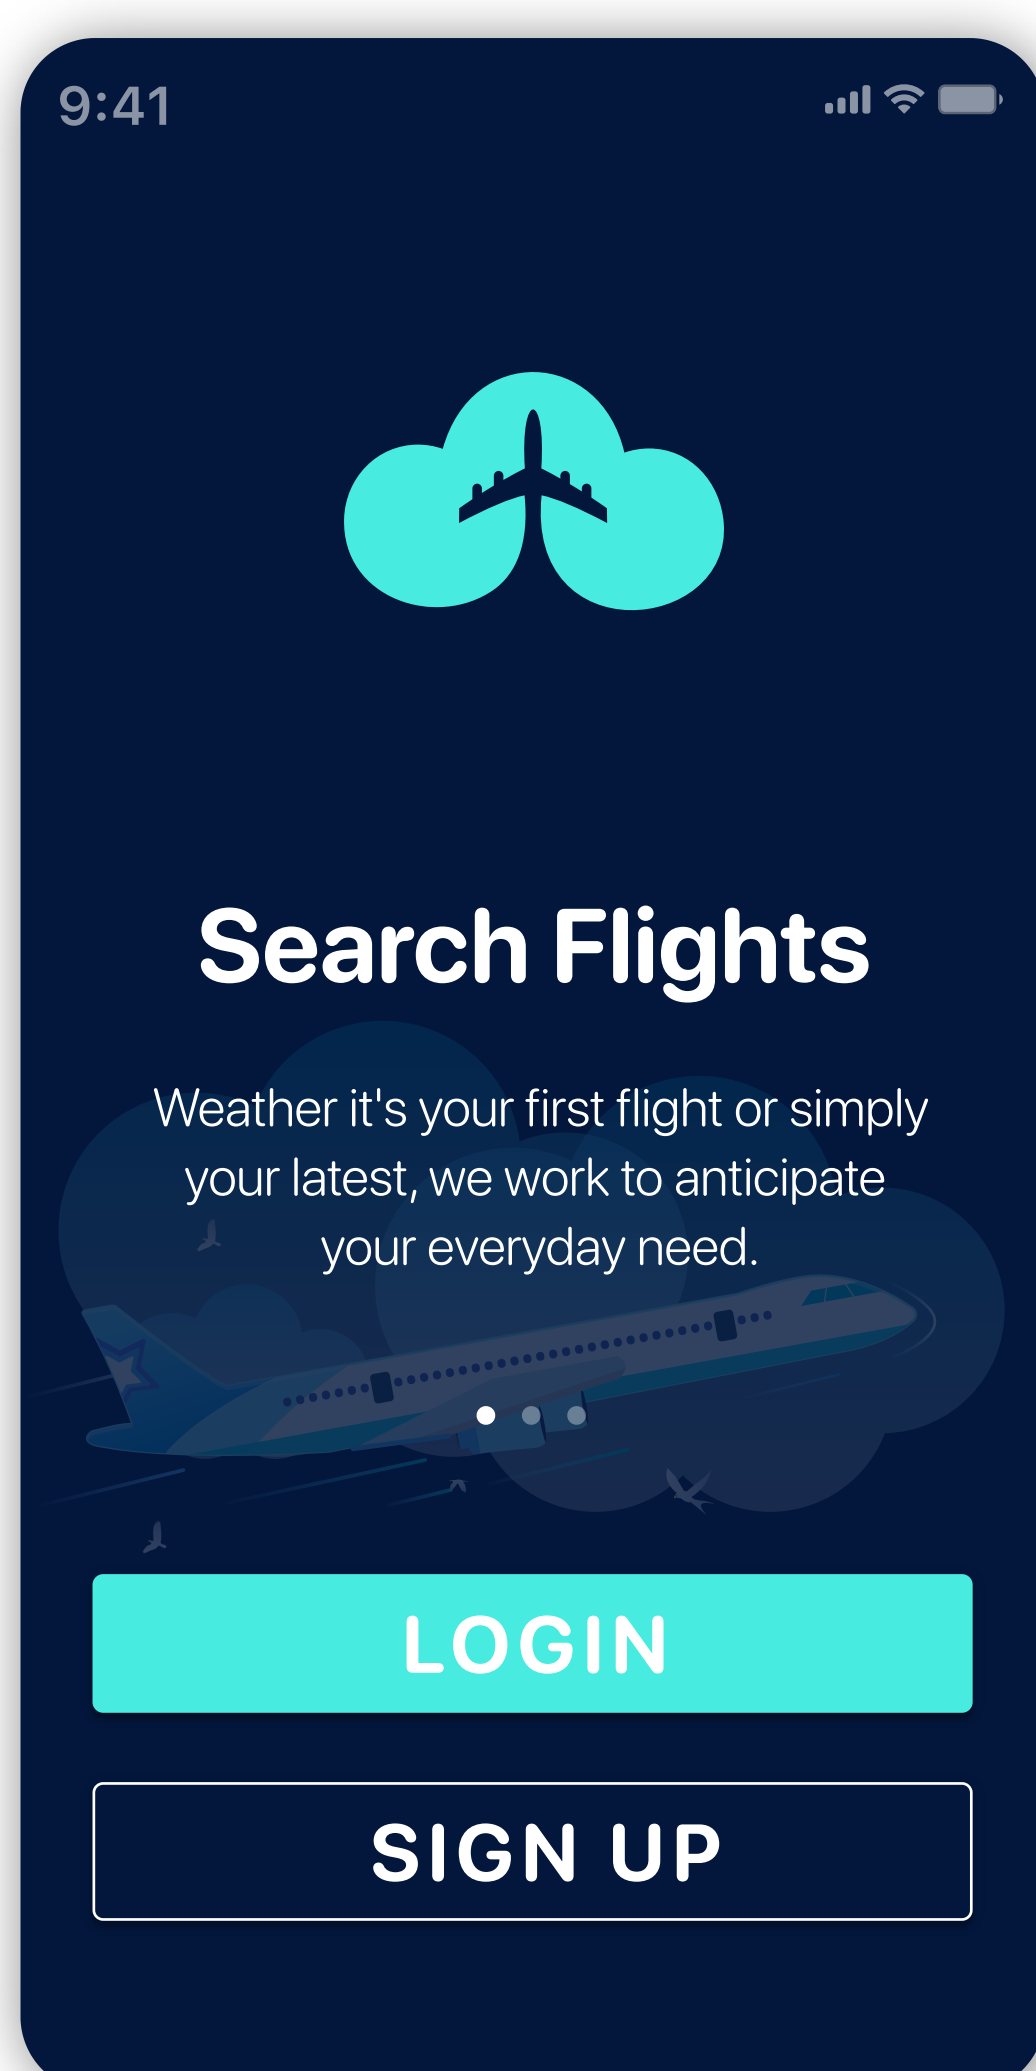 9:41
Search Flights
Weather it's your first flight or simply
your latest, we work to anticipate
your everyday need.
LOGIN
SIGN UP